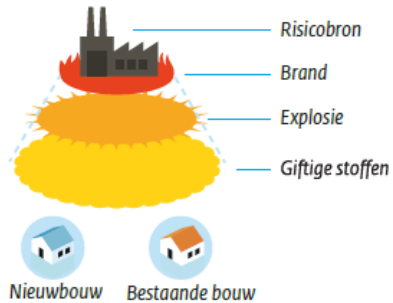 Risicobron
Brand
Explosie
Giftige stoffen
Nieuwbouw
Bestaande bouw